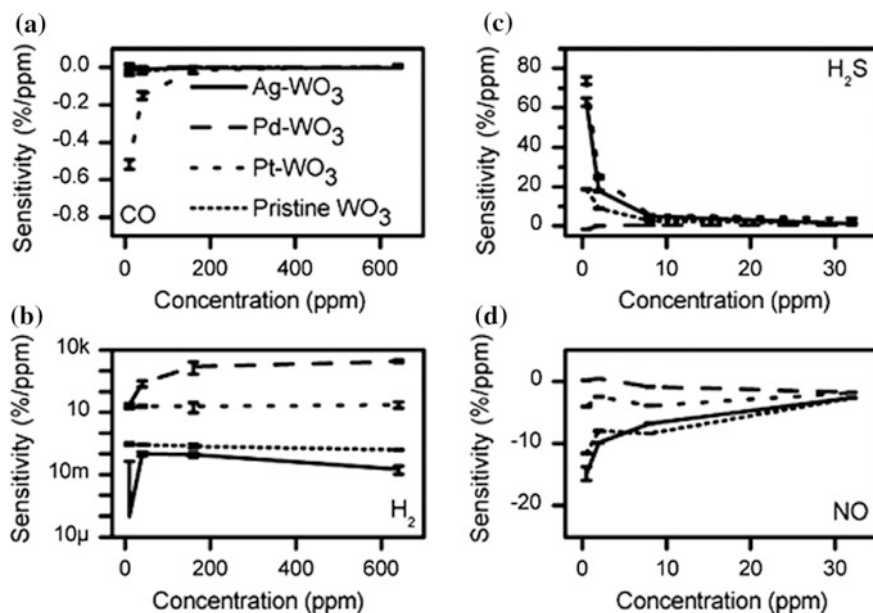 (a)
Sensitivity (%/ppm)
0.0
-0.2
-0.4
-0.6
-0.8
Ag-WO3
Pd-WO3
Pt-WO3
Pristine WO3
CO
0 200 400 600
Concentration (ppm)
(b)
Sensitivity (%/ppm)
10k
10
10m
10µ
H2
0 200 400 600
Concentration (ppm)
(c)
Sensitivity (%/ppm)
80
60
40
20
0
H2S
0 10 20 30
Concentration (ppm)
(d)
Sensitivity (%/ppm)
0
-10
-20
NO
0 10 20 30
Concentration (ppm)